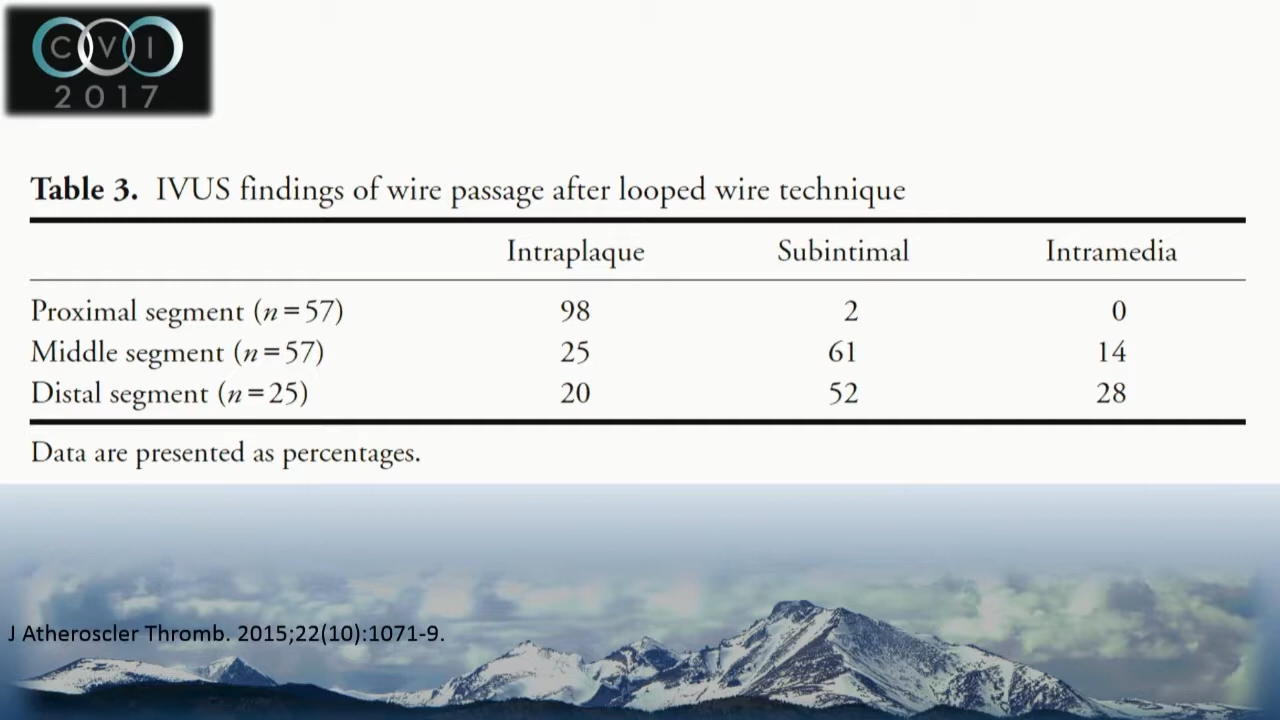 CVI
2017
Table 3. IVUS findings of wire passage after looped wire technique
Intraplaque Subintimal Intramedia
Proximal segment (n=57) 98 2 0
Middle segment (n=57) 25 61 14
Distal segment (n=25) 20 52 28
Data are presented as percentages.
J Atheroscler Thromb. 2015;22(10):1071-9.